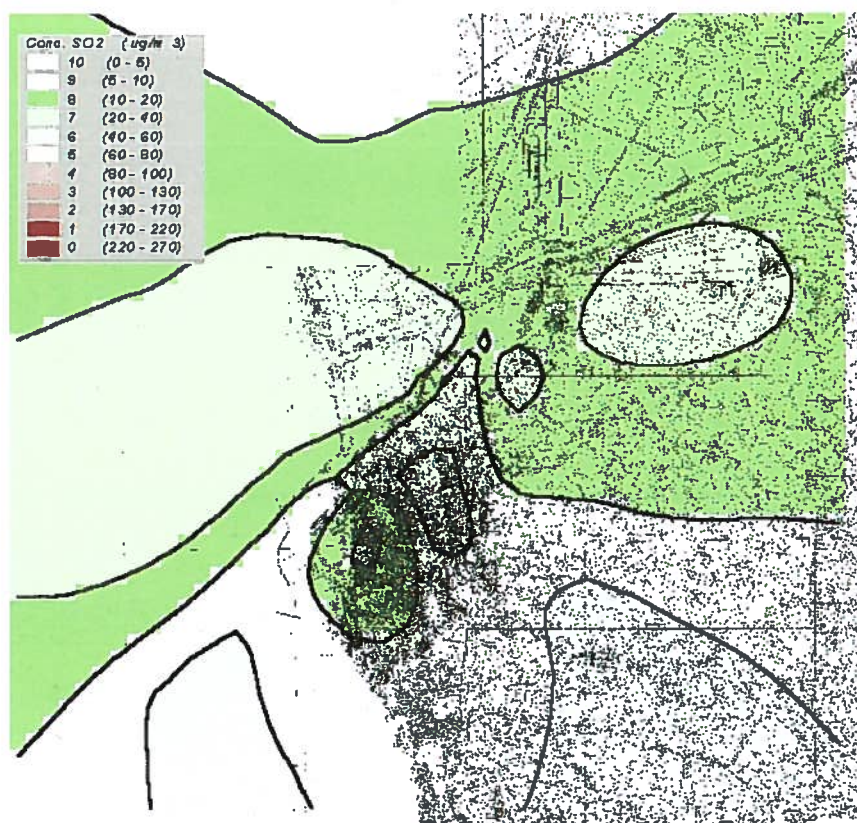 Conc. SO2 (ug/m 3)
10 (0 - 5)
9 (5 - 10)
8 (10 - 20)
7 (20 - 40)
6 (40 - 60)
5 (60 - 80)
4 (80 - 100)
3 (100 - 130)
2 (130 - 170)
1 (170 - 220)
0 (220 - 270)